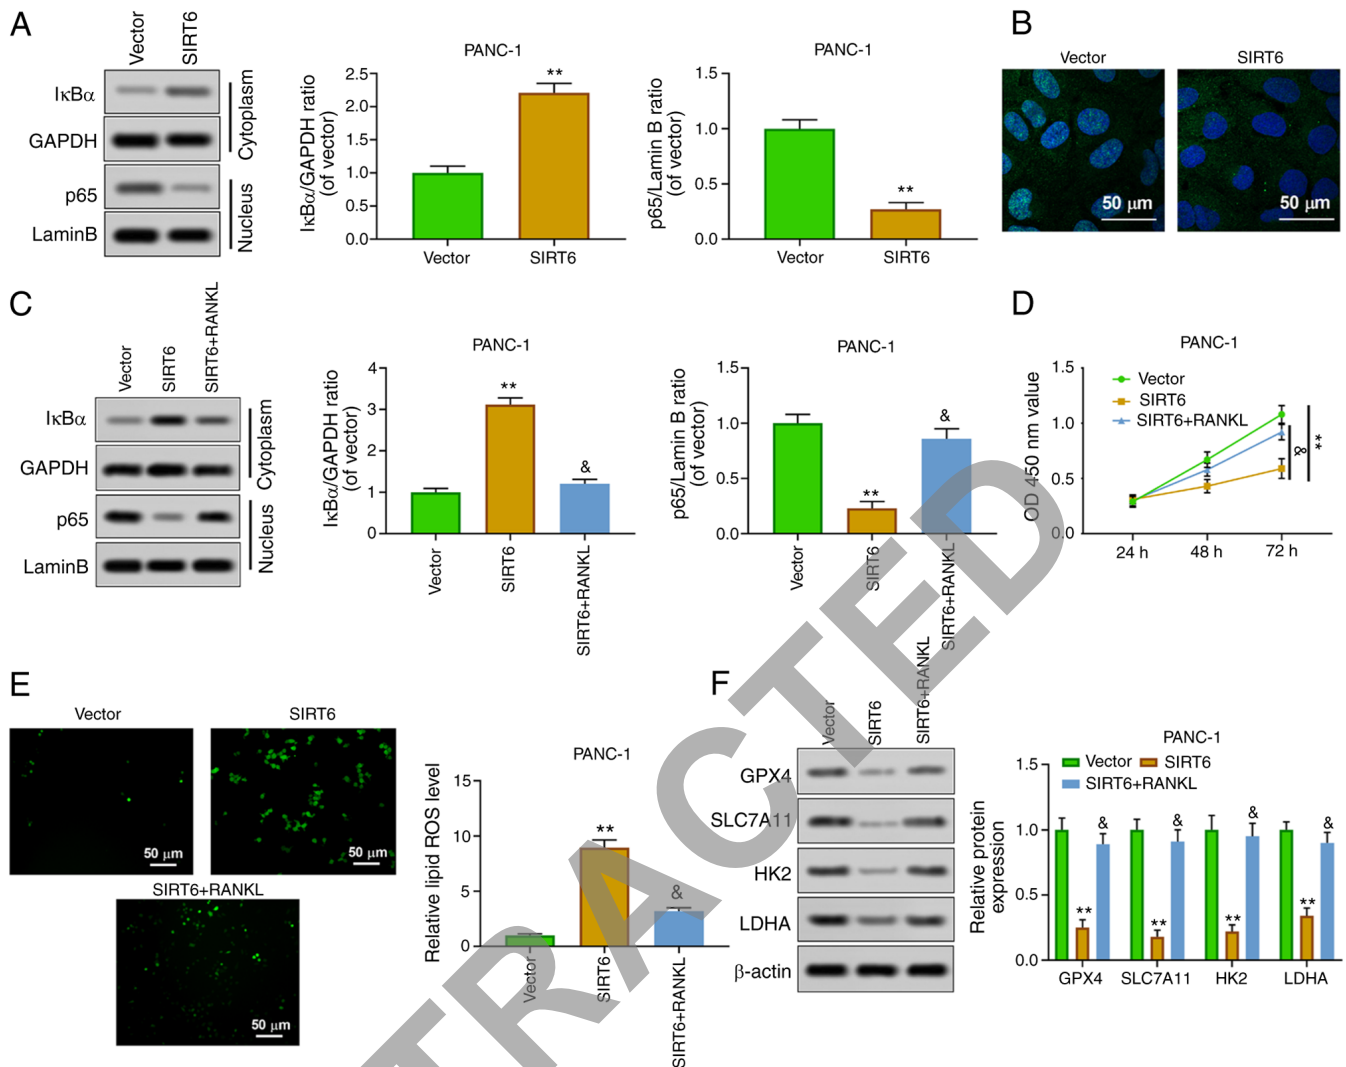 A
Vector
SIRT6
IκBα
GAPDH
p65
LaminB
Cytoplasm
Nucleus
PANC-1
IκBα/GAPDH ratio
(of vector)
2.5
2.0
1.5
1.0
0.5
0.0
**
Vector
SIRT6
PANC-1
p65/Lamin B ratio
(of vector)
1.5
1.0
0.5
0.0
**
Vector
SIRT6
B
Vector
SIRT6
50 μm
50 μm
C
Vector
SIRT6
SIRT6+RANKL
IκBα
GAPDH
p65
LaminB
Cytoplasm
Nucleus
PANC-1
IκBα/GAPDH ratio
(of vector)
4
3
2
1
0
**
&
Vector
SIRT6
SIRT6+RANKL
PANC-1
p65/Lamin B ratio
(of vector)
1.5
1.0
0.5
0.0
**
&
Vector
SIRT6
SIRT6+RANKL
D
PANC-1
OD 450 nm value
1.5
1.0
0.5
0.0
Vector
SIRT6
SIRT6+RANKL
&
**
24 h
48 h
72 h
E
Vector
SIRT6
50 μm
50 μm
SIRT6+RANKL
50 μm
PANC-1
Relative lipid ROS level
15
10
5
0
**
&
Vector
SIRT6
SIRT6+RANKL
F
Vector
SIRT6
SIRT6+RANKL
GPX4
SLC7A11
HK2
LDHA
β-actin
PANC-1
Vector
SIRT6
SIRT6+RANKL
Relative protein
expression
1.5
1.0
0.5
0.0
**
&
**
&
**
&
**
&
GPX4
SLC7A11
HK2
LDHA
TRACTED